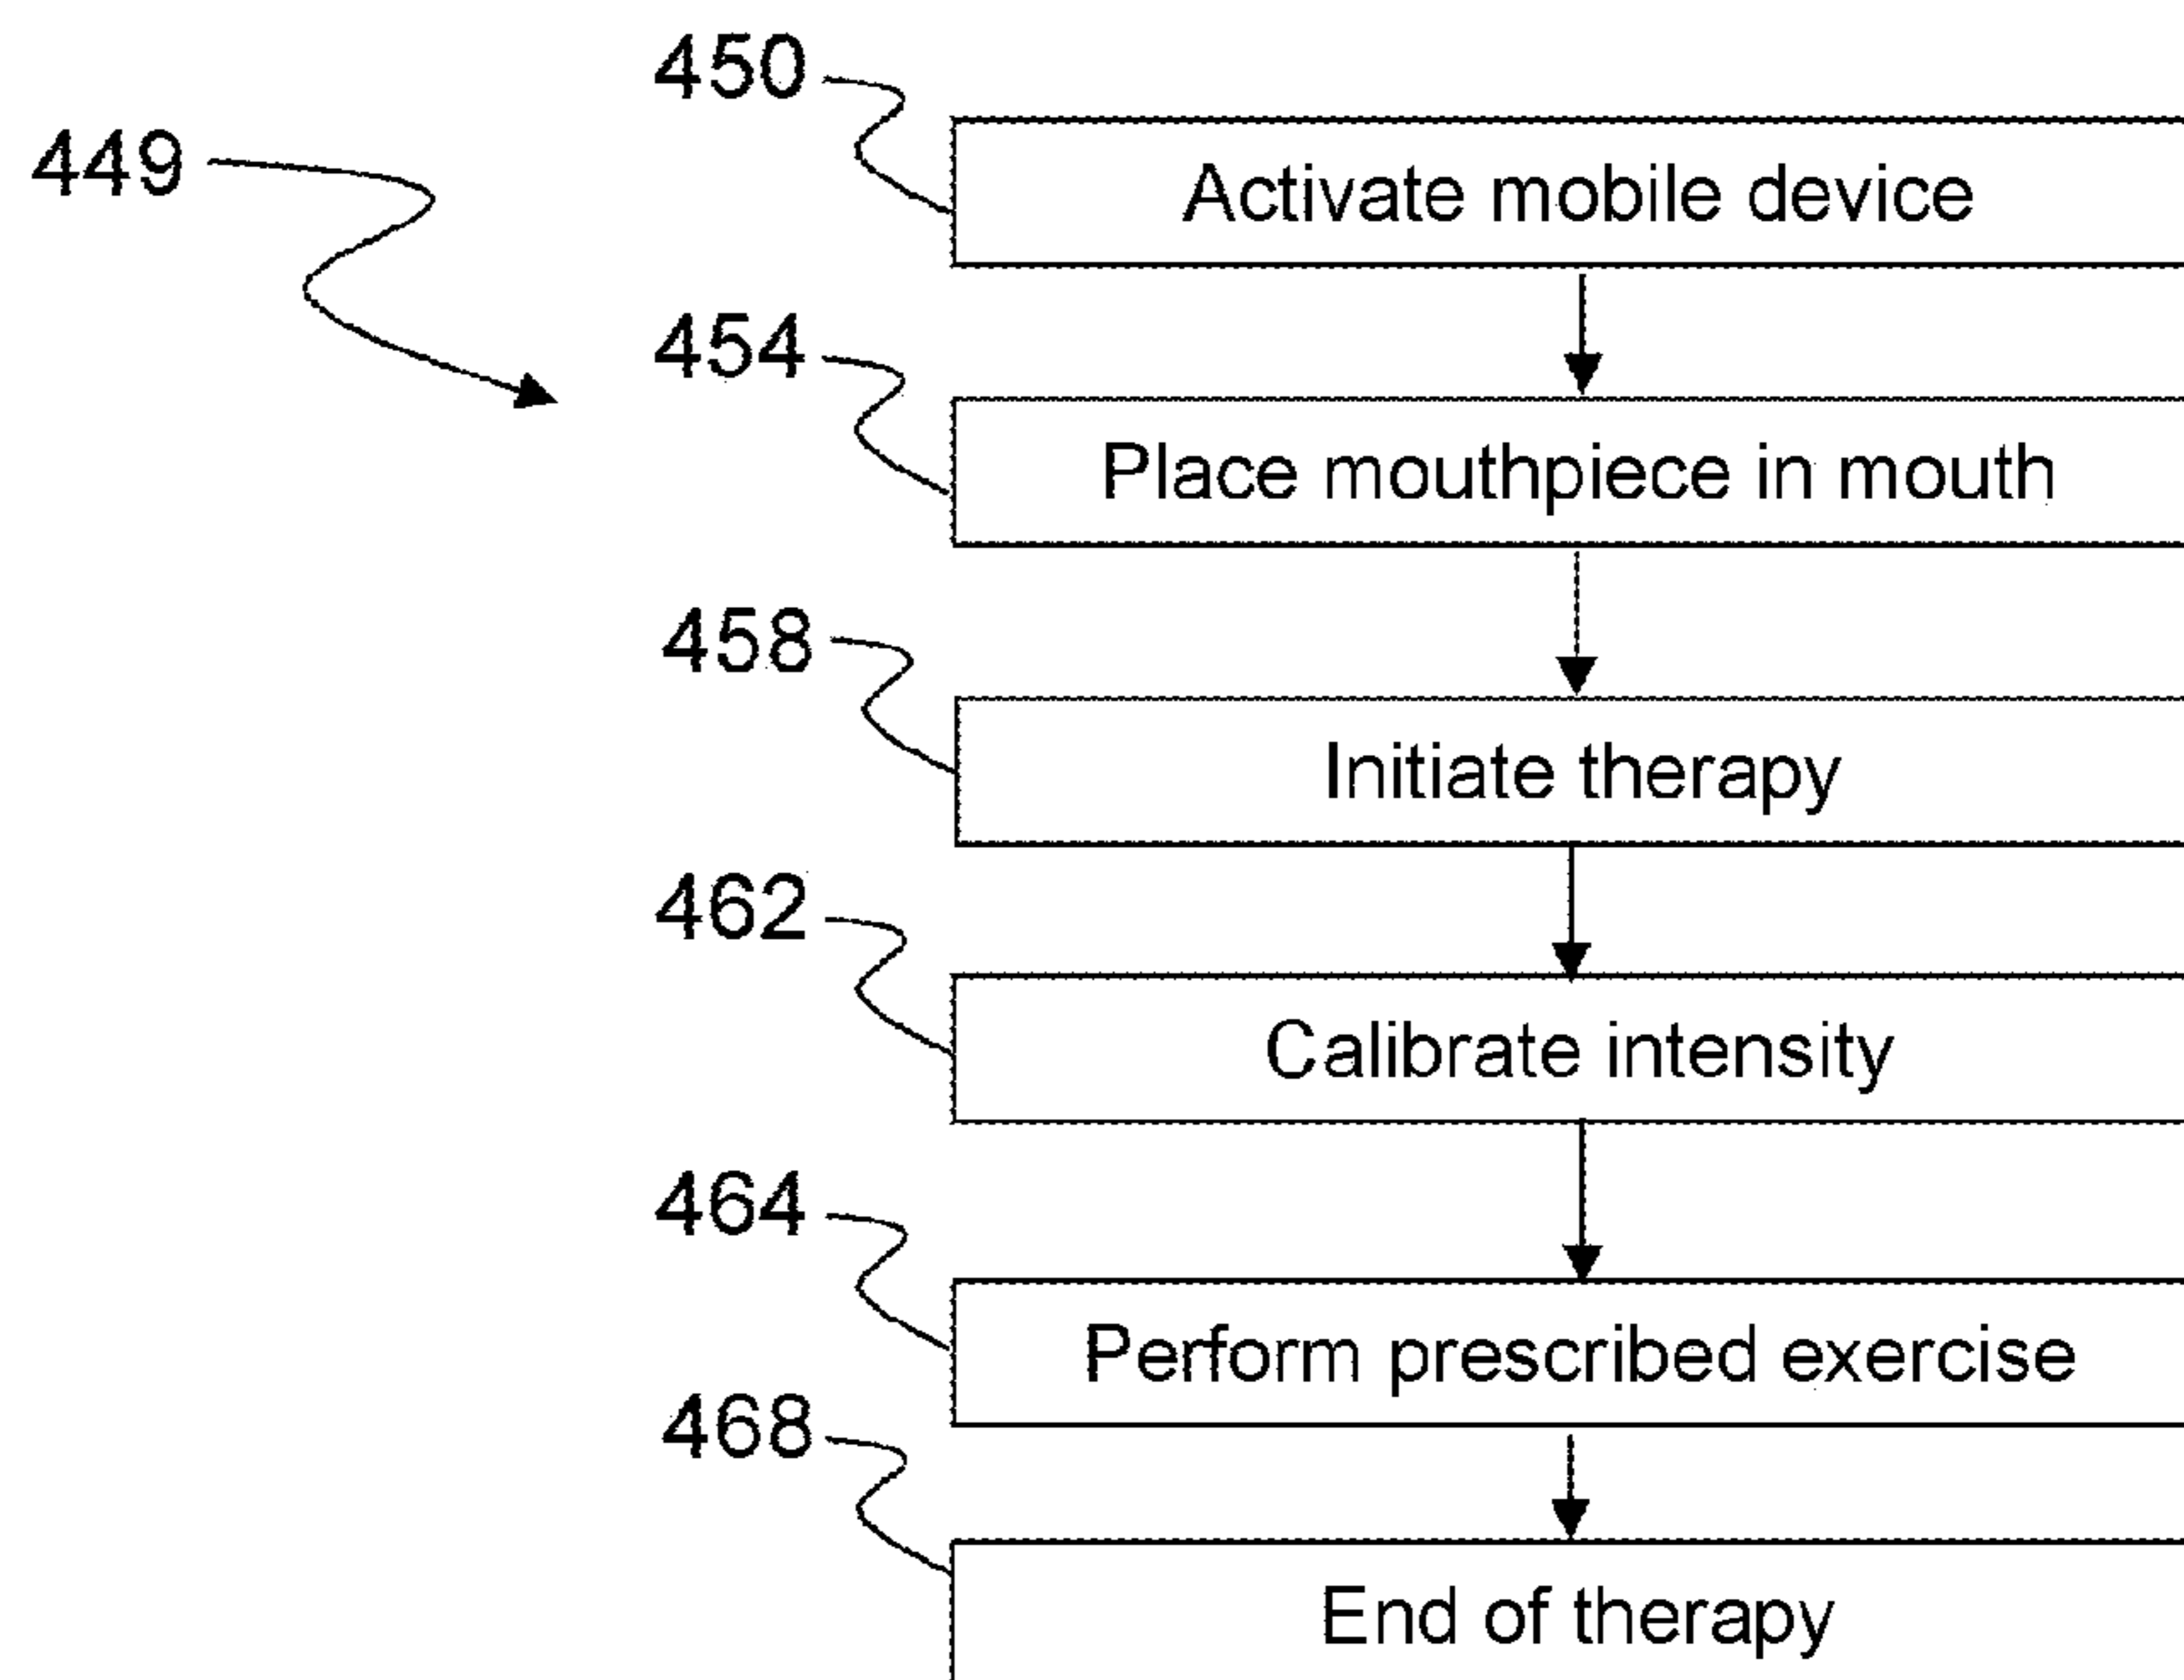 450
Activate mobile device
449
454
Place mouthpiece in mouth
458
Initiate therapy
462
Calibrate intensity
464
Perform prescribed exercise
468
End of therapy